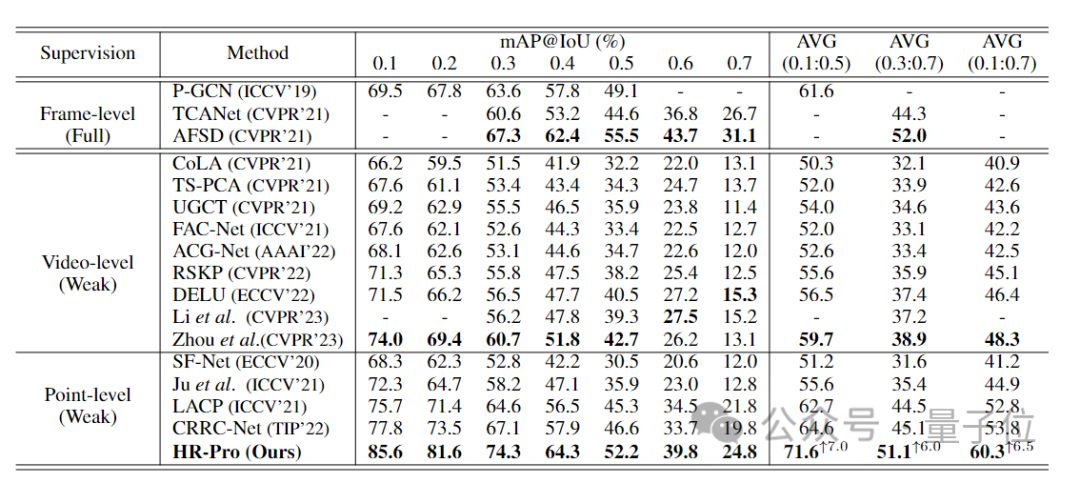 Supervision Method mAP@IoU (%) AVG AVG AVG
0.1 0.2 0.3 0.4 0.5 0.6 0.7 (0.1:0.5) (0.3:0.7) (0.1:0.7)
Frame-level
(Full)
P-GCN (ICCV'19) 69.5 67.8 63.6 57.8 49.1 - - 61.6 - -
TCANet (CVPR'21) - - 60.6 53.2 44.6 36.8 26.7 - 44.3 -
AFSD (CVPR'21) - - 67.3 62.4 55.5 43.7 31.1 - 52.0 -
Video-level
(Weak)
CoLA (CVPR'21) 66.2 59.5 51.5 41.9 32.2 22.0 13.1 50.3 32.1 40.9
TS-PCA (CVPR'21) 67.6 61.1 53.4 43.4 34.3 24.7 13.7 52.0 33.9 42.6
UGCT (CVPR'21) 69.2 62.9 55.5 46.5 35.9 23.8 11.4 54.0 34.6 43.6
FAC-Net (ICCV'21) 67.6 62.1 52.6 44.3 33.4 22.5 12.7 52.0 33.1 42.2
ACG-Net (AAAI'22) 68.1 62.6 53.1 44.6 34.7 22.6 12.0 52.6 33.4 42.5
RSKP (CVPR'22) 71.3 65.3 55.8 47.5 38.2 25.4 12.5 55.6 35.9 45.1
DELU (ECCV'22) 71.5 66.2 56.5 47.7 40.5 27.2 15.3 56.5 37.4 46.4
Li et al. (CVPR'23) - - 56.2 47.8 39.3 27.5 15.2 - 37.2 -
Zhou et al.(CVPR'23) 74.0 69.4 60.7 51.8 42.7 26.2 13.1 59.7 38.9 48.3
Point-level
(Weak)
SF-Net (ECCV'20) 68.3 62.3 52.8 42.2 30.5 20.6 12.0 51.2 31.6 41.2
Ju et al. (ICCV'21) 72.3 64.7 58.2 47.1 35.9 23.0 12.8 55.6 35.4 44.9
LACP (ICCV'21) 75.7 71.4 64.6 56.5 45.3 34.5 21.8 62.7 44.5 52.8
CRRC-Net (TIP'22) 77.8 73.5 67.1 57.9 46.6 33.7 19.8 64.6 45.1 53.8
HR-Pro (Ours) 85.6 81.6 74.3 64.3 52.2 39.8 24.8 71.6↑7.0 51.1↑6.0 60.3↑6.5
公众号 量子位